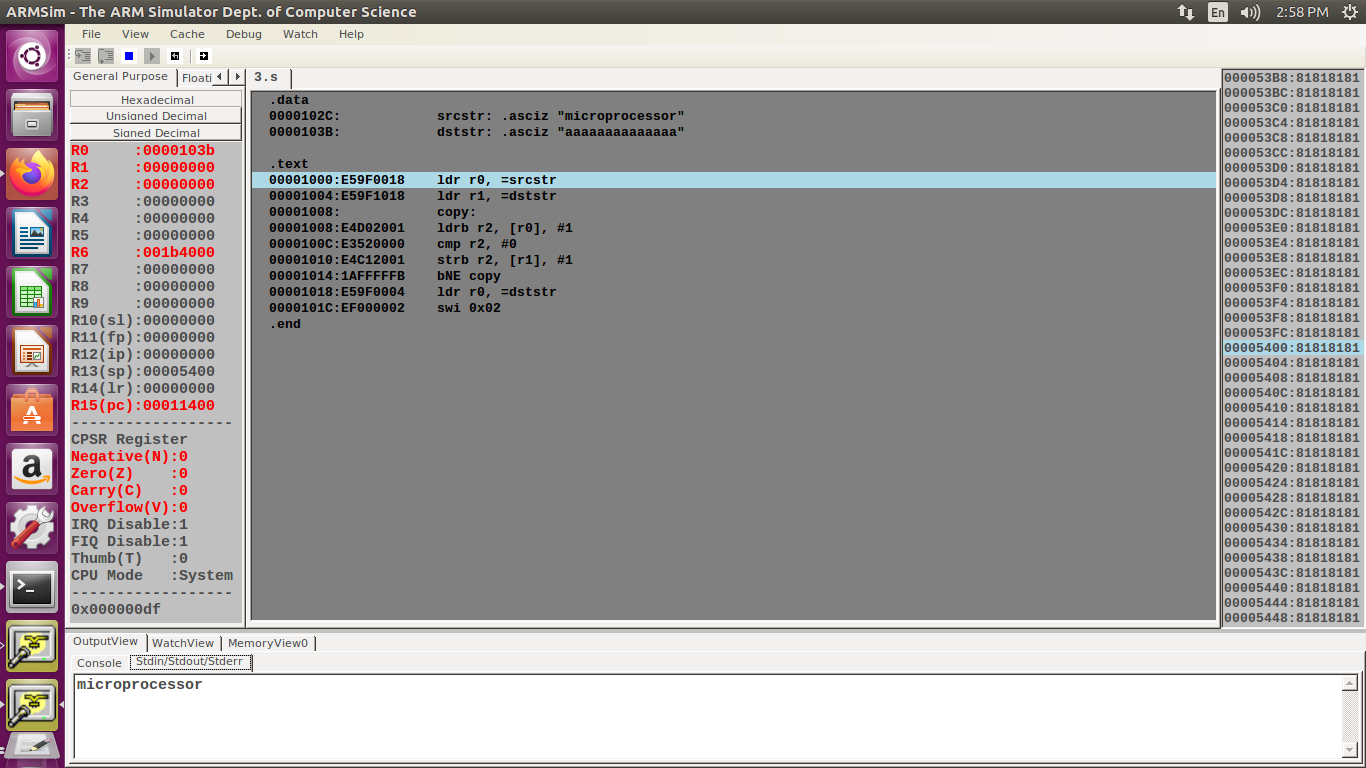 ARMSim - The ARM Simulator Dept. of Computer Science
En
2:58 PM
File View Cache Debug Watch Help
General Purpose Floati
3.s
Hexadecimal
Unsigned Decimal
Signed Decimal
R0 :0000103b
R1 :00000000
R2 :00000000
R3 :00000000
R4 :00000000
R5 :00000000
R6 :001b4000
R7 :00000000
R8 :00000000
R9 :00000000
R10(sl):00000000
R11(fp):00000000
R12(ip):00000000
R13(sp):00005400
R14(lr):00000000
R15(pc):00011400
------------------
CPSR Register
Negative(N):0
Zero(Z) :0
Carry(C) :0
Overflow(V):0
IRQ Disable:1
FIQ Disable:1
Thumb(T) :0
CPU Mode :System
------------------
0x000000df
.data
0000102C: srcstr: .asciz "microprocessor"
0000103B: dststr: .asciz "aaaaaaaaaaaaaa"
.text
00001000:E59F0018 ldr r0, =srcstr
00001004:E59F1018 ldr r1, =dststr
00001008: copy:
00001008:E4D02001 ldrb r2, [r0], #1
0000100C:E3520000 cmp r2, #0
00001010:E4C12001 strb r2, [r1], #1
00001014:1AFFFFFB bNE copy
00001018:E59F0004 ldr r0, =dststr
0000101C:EF000002 swi 0x02
.end
000053B8:81818181
000053BC:81818181
000053C0:81818181
000053C4:81818181
000053C8:81818181
000053CC:81818181
000053D0:81818181
000053D4:81818181
000053D8:81818181
000053DC:81818181
000053E0:81818181
000053E4:81818181
000053E8:81818181
000053EC:81818181
000053F0:81818181
000053F4:81818181
000053F8:81818181
000053FC:81818181
00005400:81818181
00005404:81818181
00005408:81818181
0000540C:81818181
00005410:81818181
00005414:81818181
00005418:81818181
0000541C:81818181
00005420:81818181
00005424:81818181
00005428:81818181
0000542C:81818181
00005430:81818181
00005434:81818181
00005438:81818181
0000543C:81818181
00005440:81818181
00005444:81818181
00005448:81818181
OutputView WatchView MemoryView0
Console Stdin/Stdout/Stderr
microprocessor